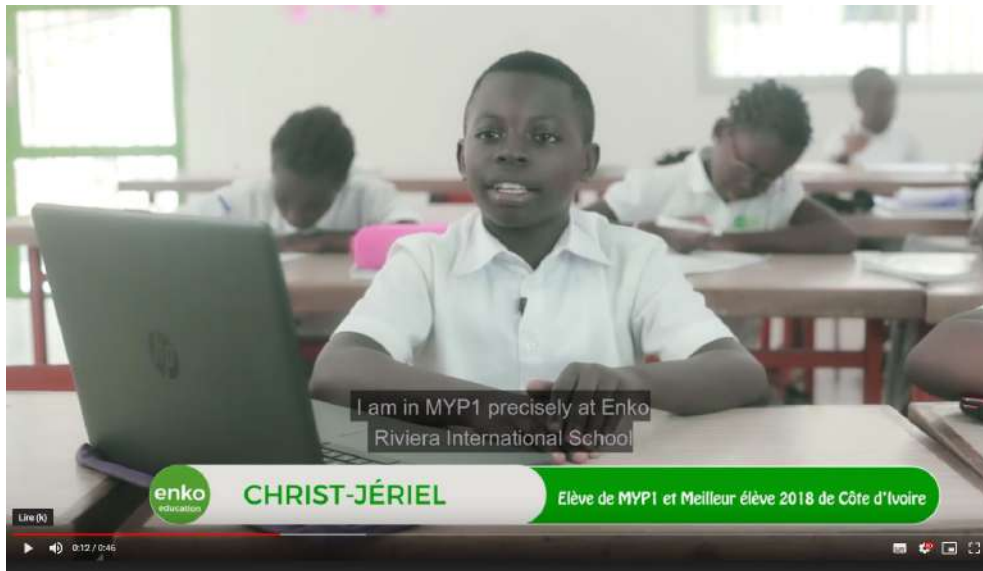 I am in MYP1 precisely at Enko
Riviera International School
enko
education
CHRIST-JÉRIEL
Elève de MYP1 et Meilleur élève 2018 de Côte d'Ivoire
Lire (k)
0:12 / 0:46